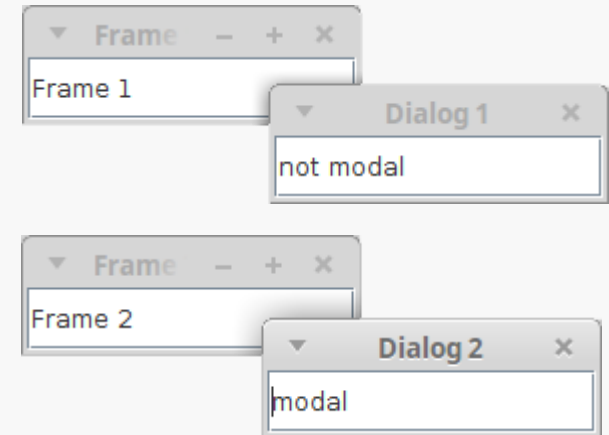 Frame
Frame 1
Dialog 1
not modal
Frame
Frame 2
Dialog 2
modal